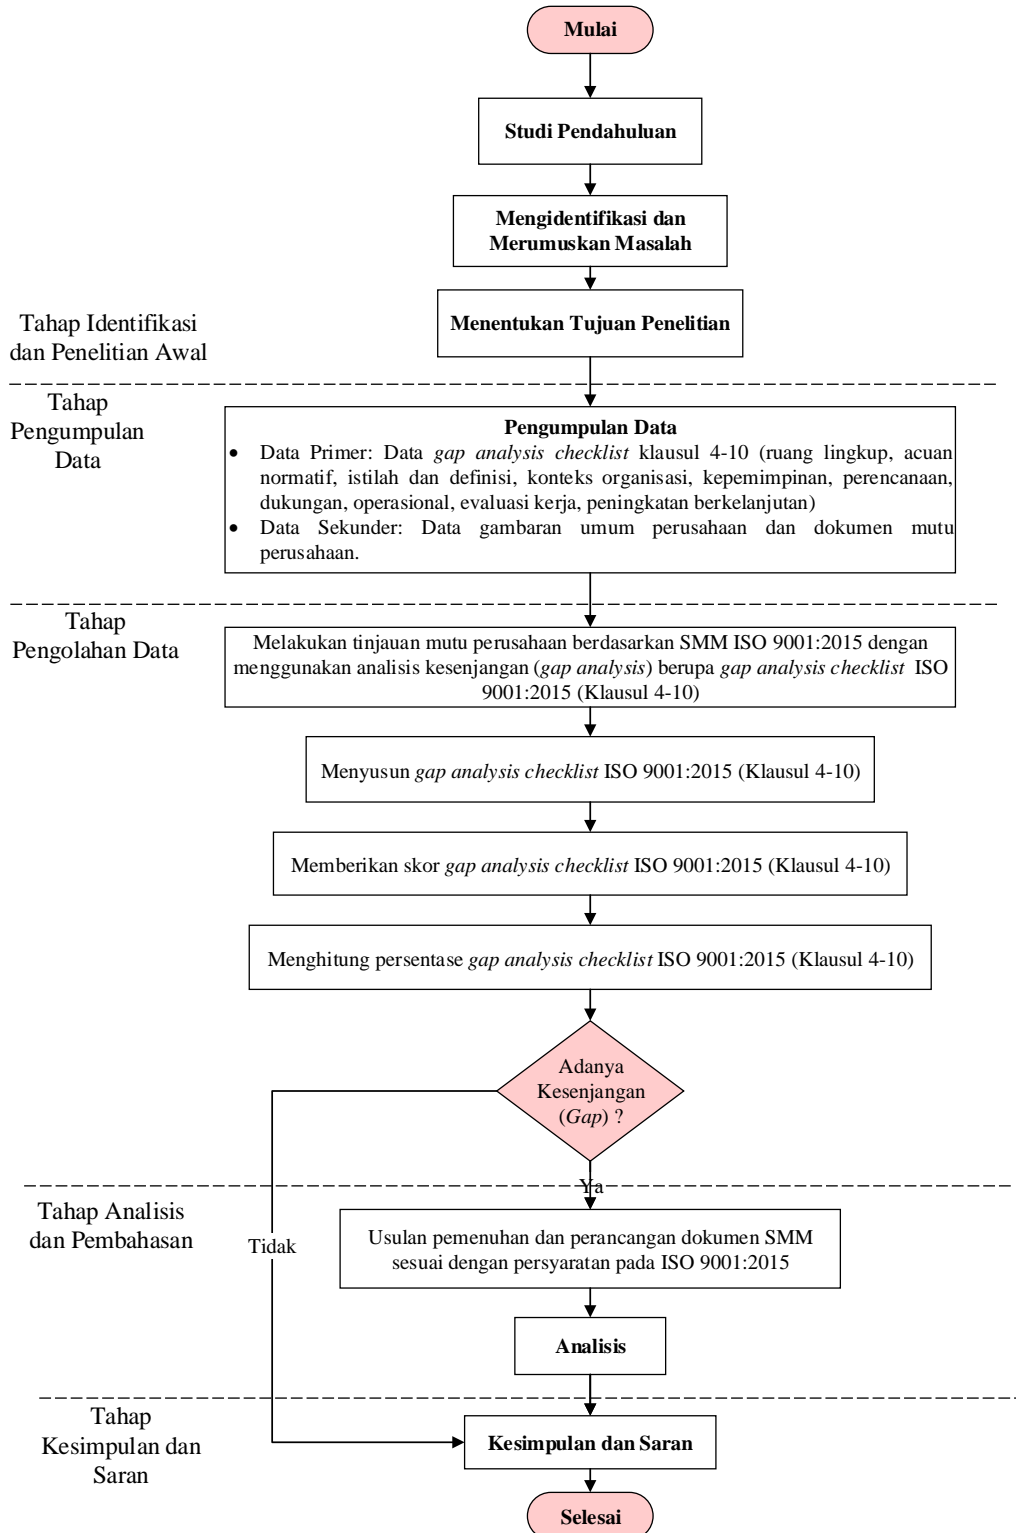 Mulai
Studi Pendahuluan
Mengidentifikasi dan
Merumuskan Masalah
Menentukan Tujuan Penelitian
Tahap Identifikasi
dan Penelitian Awal
Tahap
Pengumpulan
Data
Pengumpulan Data
• Data Primer: Data gap analysis checklist klausul 4-10 (ruang lingkup, acuan
normatif, istilah dan definisi, konteks organisasi, kepemimpinan, perencanaan,
dukungan, operasional, evaluasi kerja, peningkatan berkelanjutan)
• Data Sekunder: Data gambaran umum perusahaan dan dokumen mutu
perusahaan.
Tahap
Pengolahan Data
Melakukan tinjauan mutu perusahaan berdasarkan SMM ISO 9001:2015 dengan
menggunakan analisis kesenjangan (gap analysis) berupa gap analysis checklist ISO
9001:2015 (Klausul 4-10)
Menyusun gap analysis checklist ISO 9001:2015 (Klausul 4-10)
Memberikan skor gap analysis checklist ISO 9001:2015 (Klausul 4-10)
Menghitung persentase gap analysis checklist ISO 9001:2015 (Klausul 4-10)
Adanya
Kesenjangan
(Gap) ?
Ya
Tahap Analisis
dan Pembahasan
Tidak
Usulan pemenuhan dan perancangan dokumen SMM
sesuai dengan persyaratan pada ISO 9001:2015
Analisis
Tahap
Kesimpulan dan
Saran
Kesimpulan dan Saran
Selesai